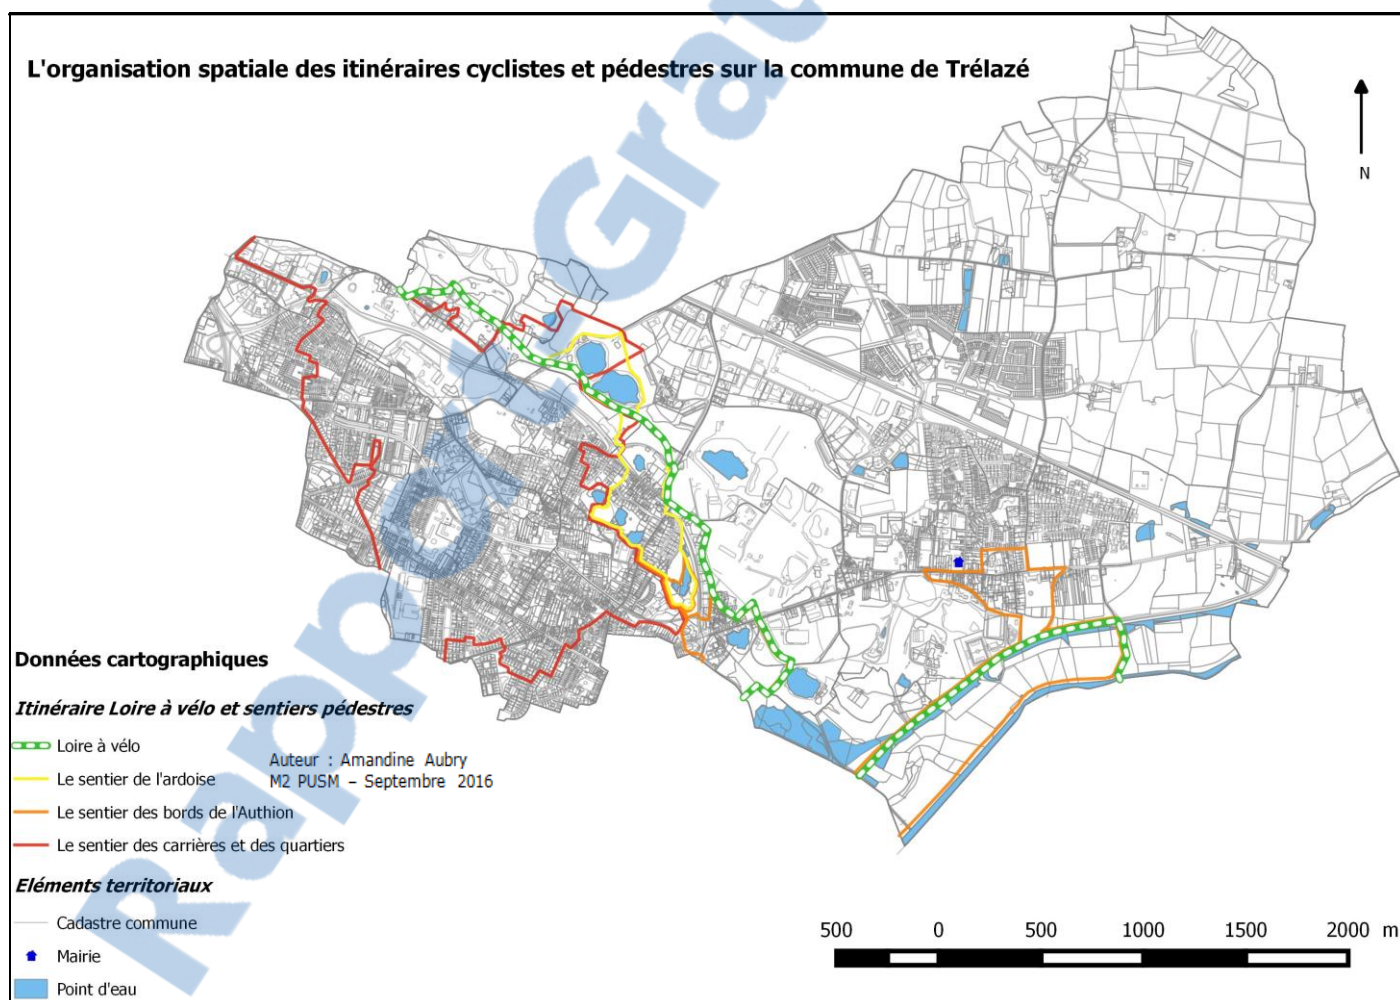 L'organisation spatiale des itinéraires cyclistes et pédestres sur la commune de Trélazé
N
Données cartographiques
Itinéraire Loire à vélo et sentiers pédestres
Loire à vélo
Auteur : Amandine Aubry
Le sentier de l'ardoise
M2 PUSM – Septembre 2016
Le sentier des bords de l'Authion
Le sentier des carrières et des quartiers
Eléments territoriaux
Cadastre commune
Mairie
Point d'eau
500 0 500 1000 1500 2000 m
Rapport-Grat